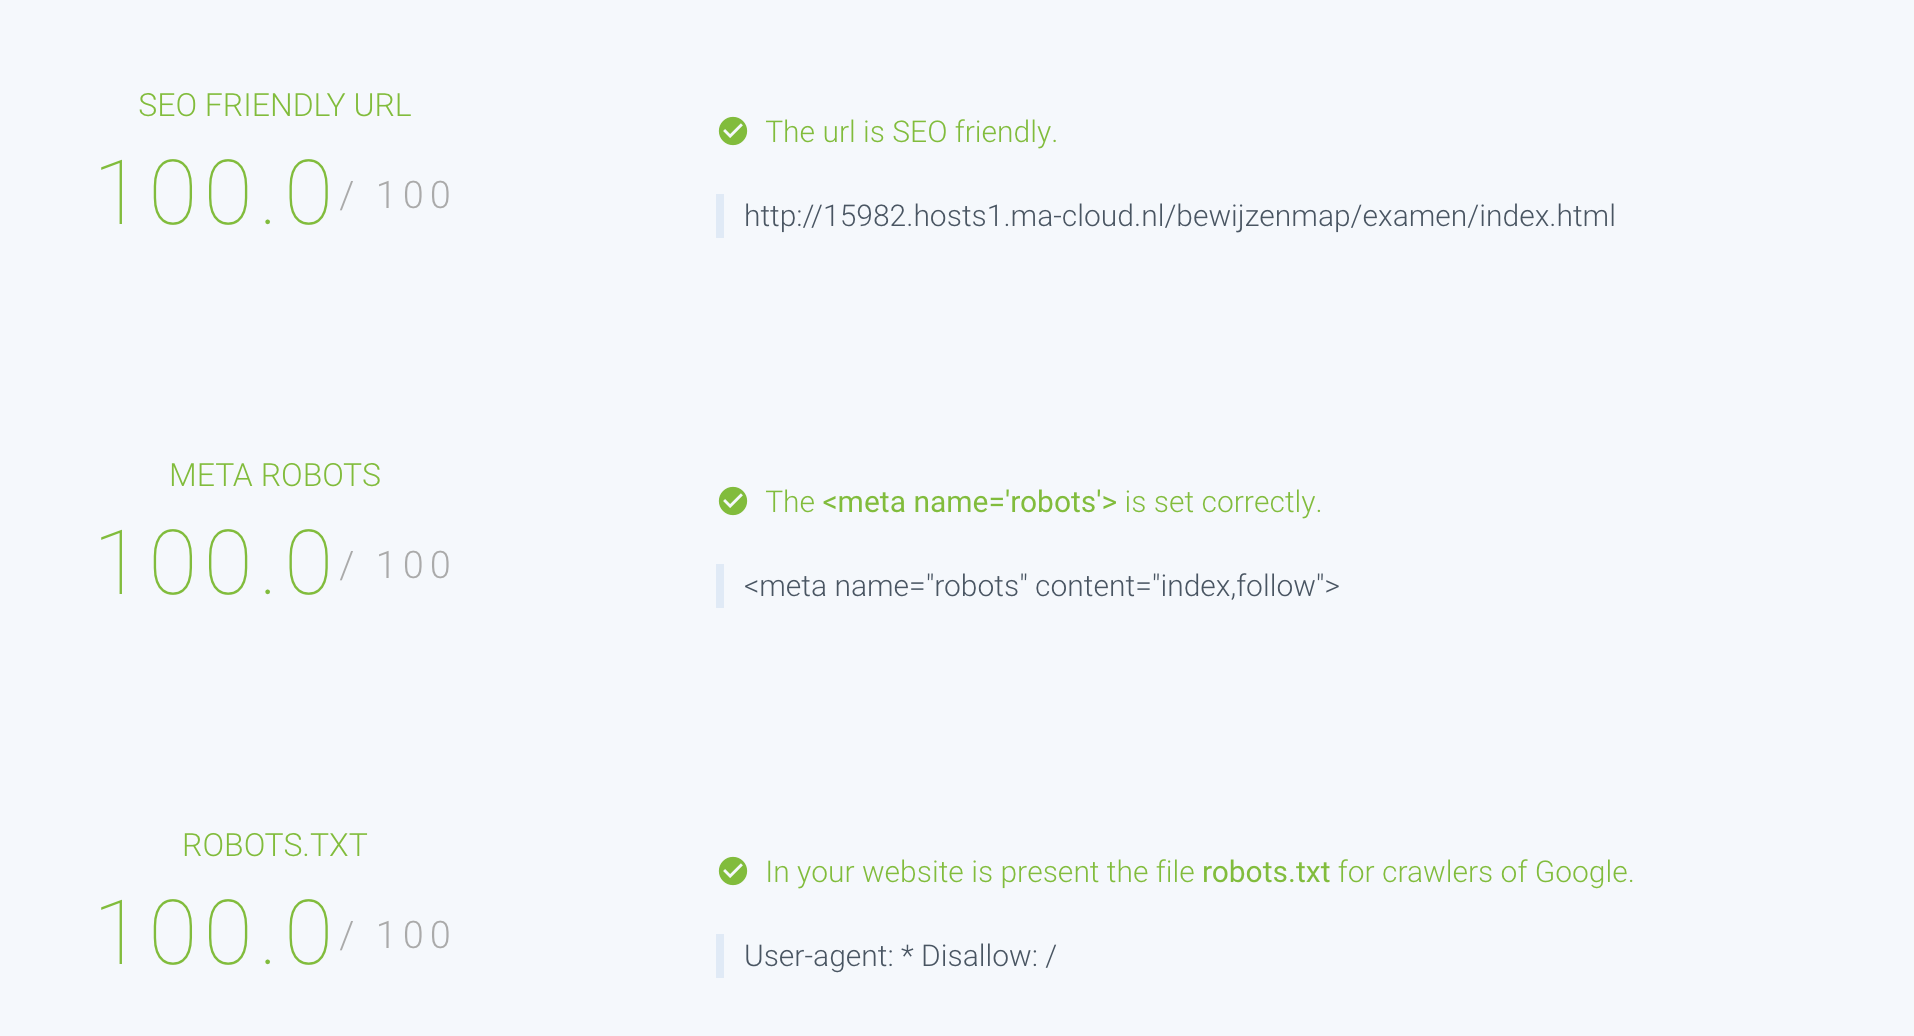 SEO FRIENDLY URL
100.0/ 100
The url is SEO friendly.
http://15982.hosts1.ma-cloud.nl/bewijzenmap/examen/index.html
META ROBOTS
100.0/ 100
The <meta name='robots'> is set correctly.
<meta name="robots" content="index,follow">
ROBOTS.TXT
100.0/ 100
In your website is present the file robots.txt for crawlers of Google.
User-agent: * Disallow: /